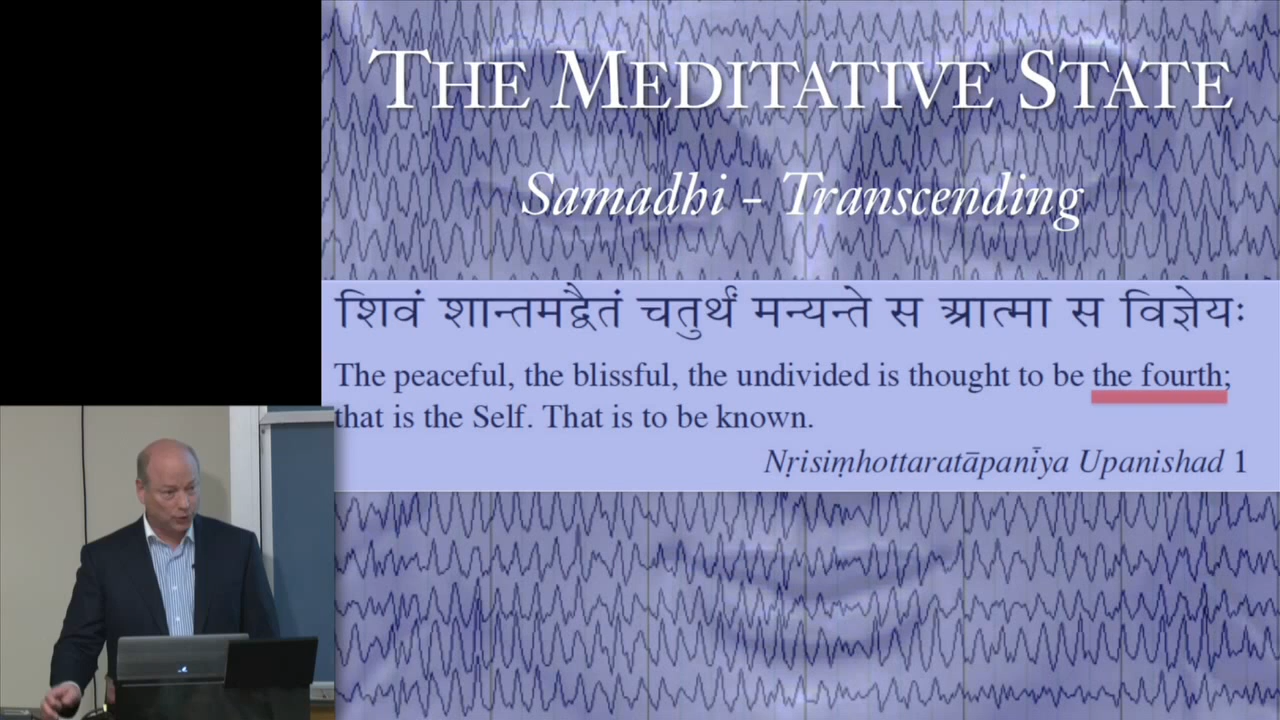 THE MEDITATIVE STATE
Samadhi - Transcending
शिवं शान्तमद्वैतं चतुर्थं मन्यन्ते स आत्मा स विज्ञेयः
The peaceful, the blissful, the undivided is thought to be the fourth;
that is the Self. That is to be known.
Nṛisiṃhottaratāpanīya Upanishad 1